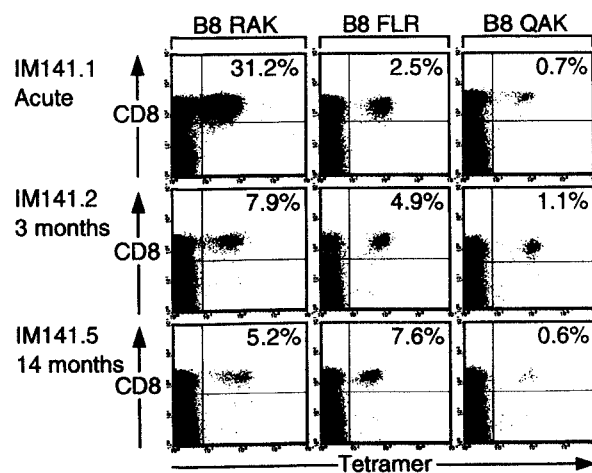 B8 RAK B8 FLR B8 QAK
IM141.1
Acute
CD8
31.2% 2.5% 0.7%
IM141.2
3 months
CD8
7.9% 4.9% 1.1%
IM141.5
14 months
CD8
5.2% 7.6% 0.6%
Tetramer